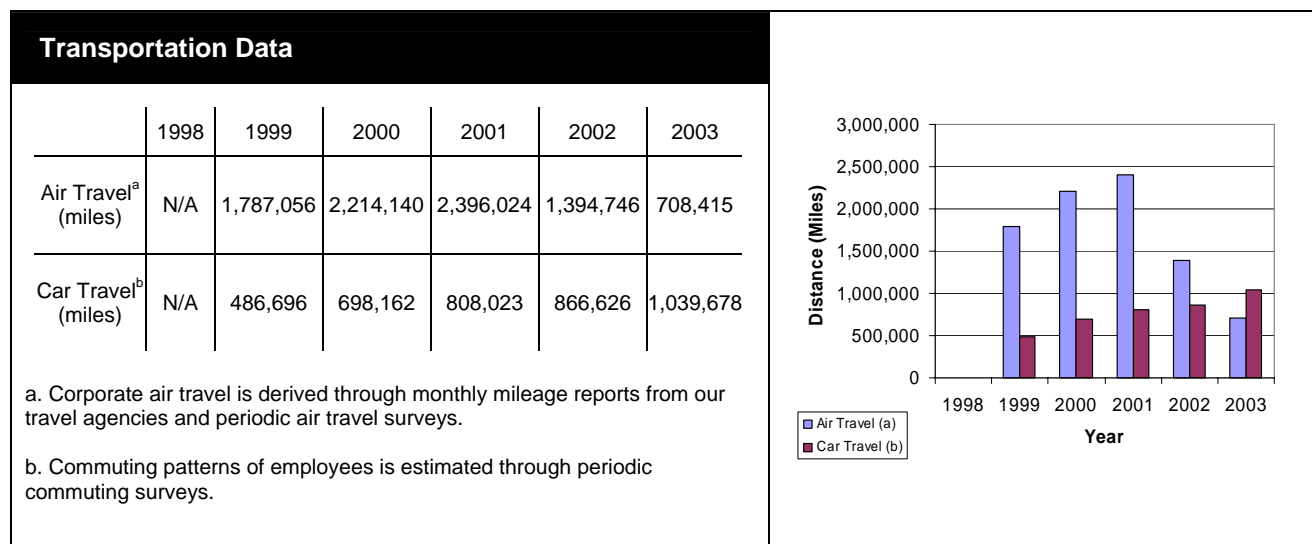 Transportation Data
1998 1999 2000 2001 2002 2003
Air Travel^a (miles) N/A 1,787,056 2,214,140 2,396,024 1,394,746 708,415
Car Travel^b (miles) N/A 486,696 698,162 808,023 866,626 1,039,678
a. Corporate air travel is derived through monthly mileage reports from our
travel agencies and periodic air travel surveys.
b. Commuting patterns of employees is estimated through periodic
commuting surveys.
Distance (Miles)
3,000,000
2,500,000
2,000,000
1,500,000
1,000,000
500,000
0
1998 1999 2000 2001 2002 2003
Year
Air Travel (a)
Car Travel (b)